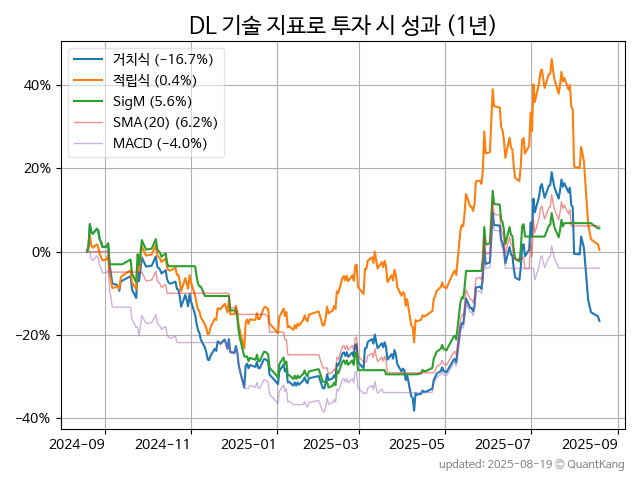 DL 기술 지표로 투자 시 성과 (1년)
거치식 (−16.7%)
적립식 (0.4%)
SigM (5.6%)
SMA(20) (6.2%)
MACD (−4.0%)
40%
20%
0%
−20%
−40%
2024-09 2024-11 2025-01 2025-03 2025-05 2025-07 2025-09
updated: 2025-08-19 © QuantKang